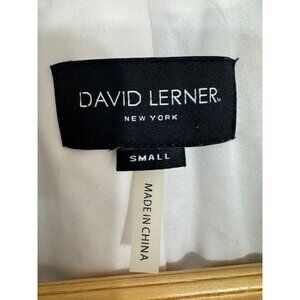 DAVID LERNER
NEW YORK
SMALL
MADE IN CHINA